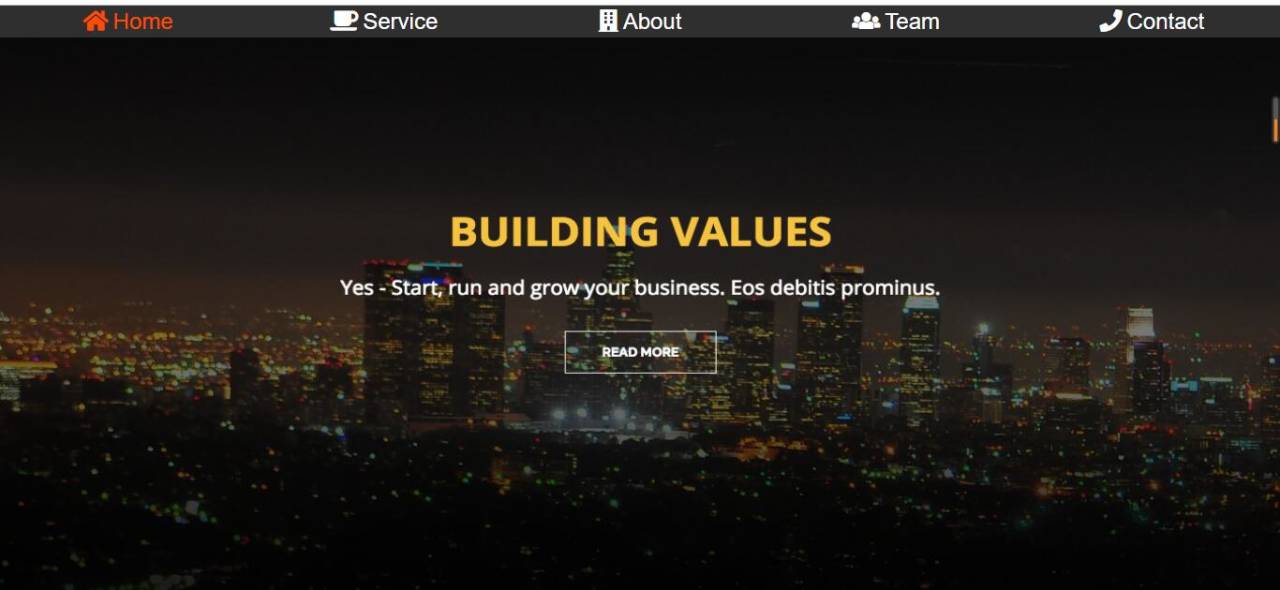 Home Service About Team Contact
BUILDING VALUES
Yes - Start, run and grow your business. Eos debitis prominus.
READ MORE